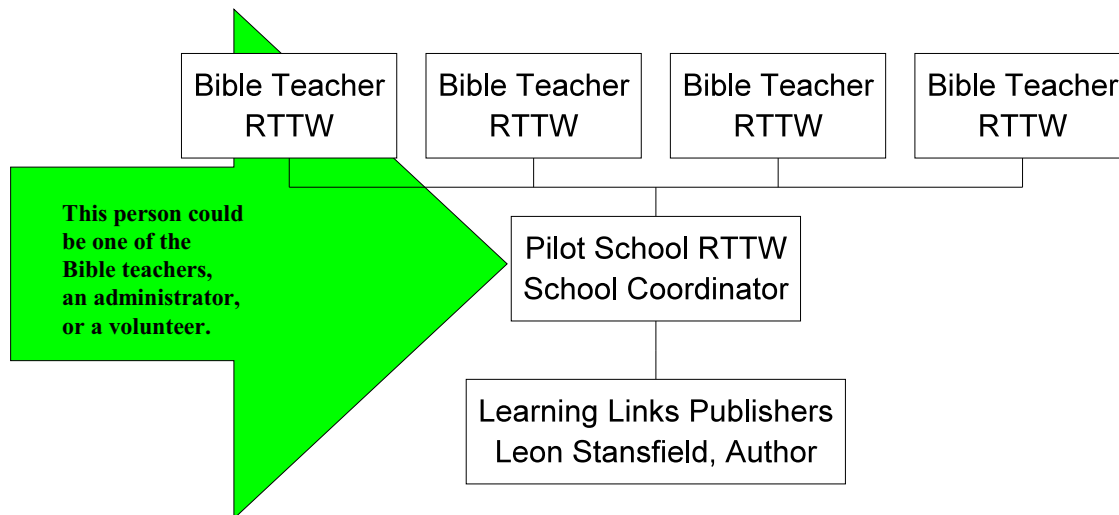 Bible Teacher
RTTW
Bible Teacher
RTTW
Bible Teacher
RTTW
Bible Teacher
RTTW
This person could
be one of the
Bible teachers,
an administrator,
or a volunteer.
Pilot School RTTW
School Coordinator
Learning Links Publishers
Leon Stansfield, Author